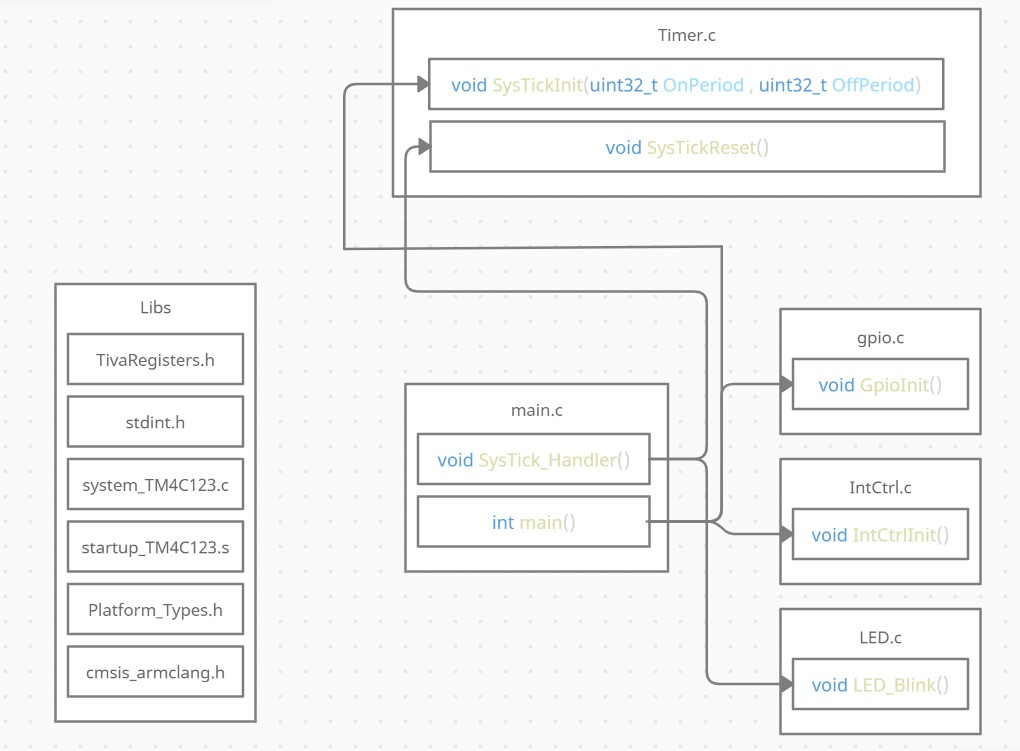 Timer.c
void SysTickInit(uint32_t OnPeriod , uint32_t OffPeriod)
void SysTickReset()
Libs
TivaRegisters.h
stdint.h
system_TM4C123.c
startup_TM4C123.s
Platform_Types.h
cmsis_armclang.h
main.c
void SysTick_Handler()
int main()
gpio.c
void GpioInit()
IntCtrl.c
void IntCtrlInit()
LED.c
void LED_Blink()